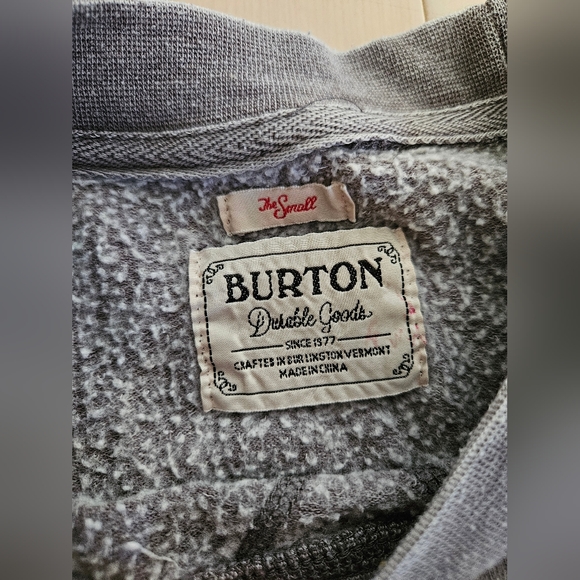 The Small
BURTON
Durable Goods
SINCE 1977
CRAFTED IN BURLINGTON VERMONT
MADE IN CHINA